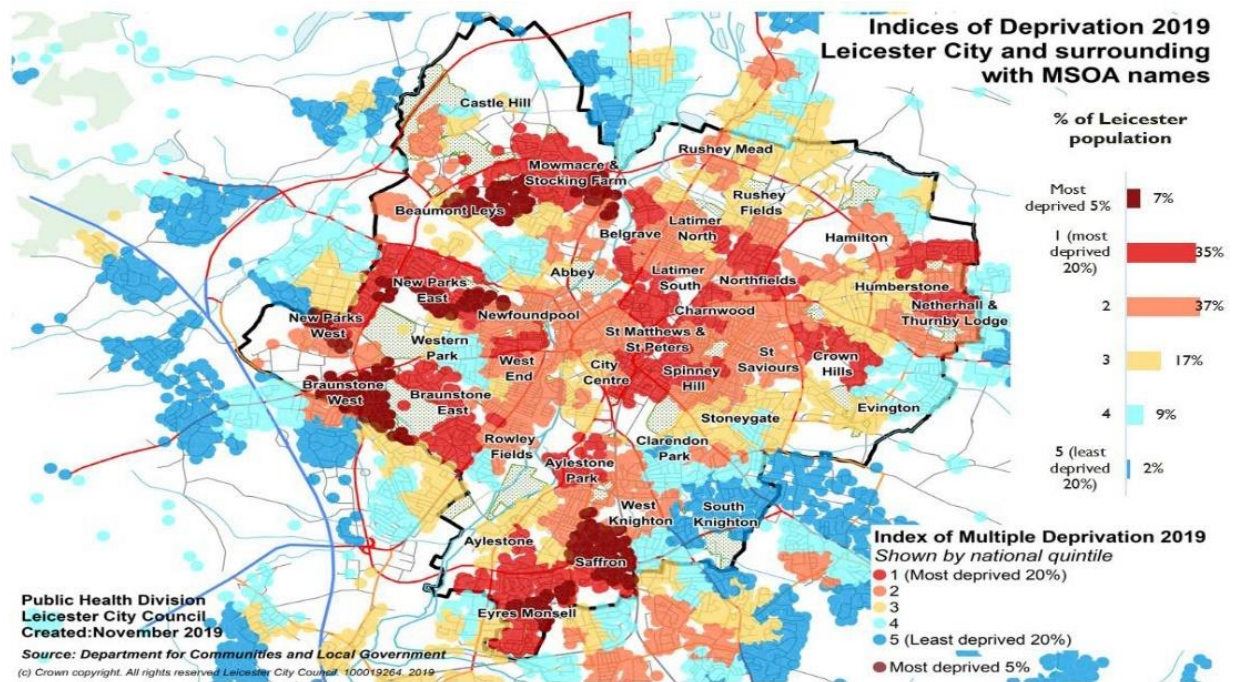 Indices of Deprivation 2019
Leicester City and surrounding
with MSOA names
% of Leicester
population
Most
deprived 5%
7%
1 (most
deprived
20%)
35%
2
37%
3
17%
4
9%
5 (least
deprived
20%)
2%
Castle Hill
Mowmacre &
Stocking Farm
Rushey Mead
Beaumont Leys
Rushey
Fields
Belgrave
Latimer
North
Hamilton
Abbey
Latimer
South
Northfields
Humberstone
New Parks
East
Newfoundpool
Charnwood
Netherhall &
Thurnby Lodge
New Parks
West
Western
Park
St Matthews &
St Peters
West
End
City
Centre
Spinney
Hill
St
Saviours
Crown
Hills
Braunstone
West
Braunstone
East
Stoneygate
Evington
Rowley
Fields
Clarendon
Park
Aylestone
Park
West
Knighton
South
Knighton
Aylestone
Saffron
Eyres Monsell
Index of Multiple Deprivation 2019
Shown by national quintile
1 (Most deprived 20%)
2
3
4
5 (Least deprived 20%)
Most deprived 5%
Public Health Division
Leicester City Council
Created:November 2019
Source: Department for Communities and Local Government
(c) Crown copyright. All rights reserved Leicester City Council. 100019264. 2019